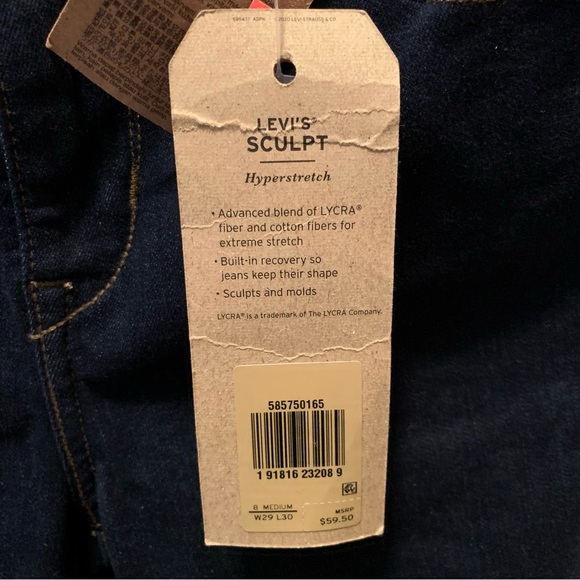 LEVI'S®
SCULPT
Hyperstretch
• Advanced blend of LYCRA®
fiber and cotton fibers for
extreme stretch
• Built-in recovery so
jeans keep their shape
• Sculpts and molds
LYCRA® is a trademark of The LYCRA Company.
585750165
1 91816 23208 9
8 MEDIUM
W29 L30
MSRP
$59.50